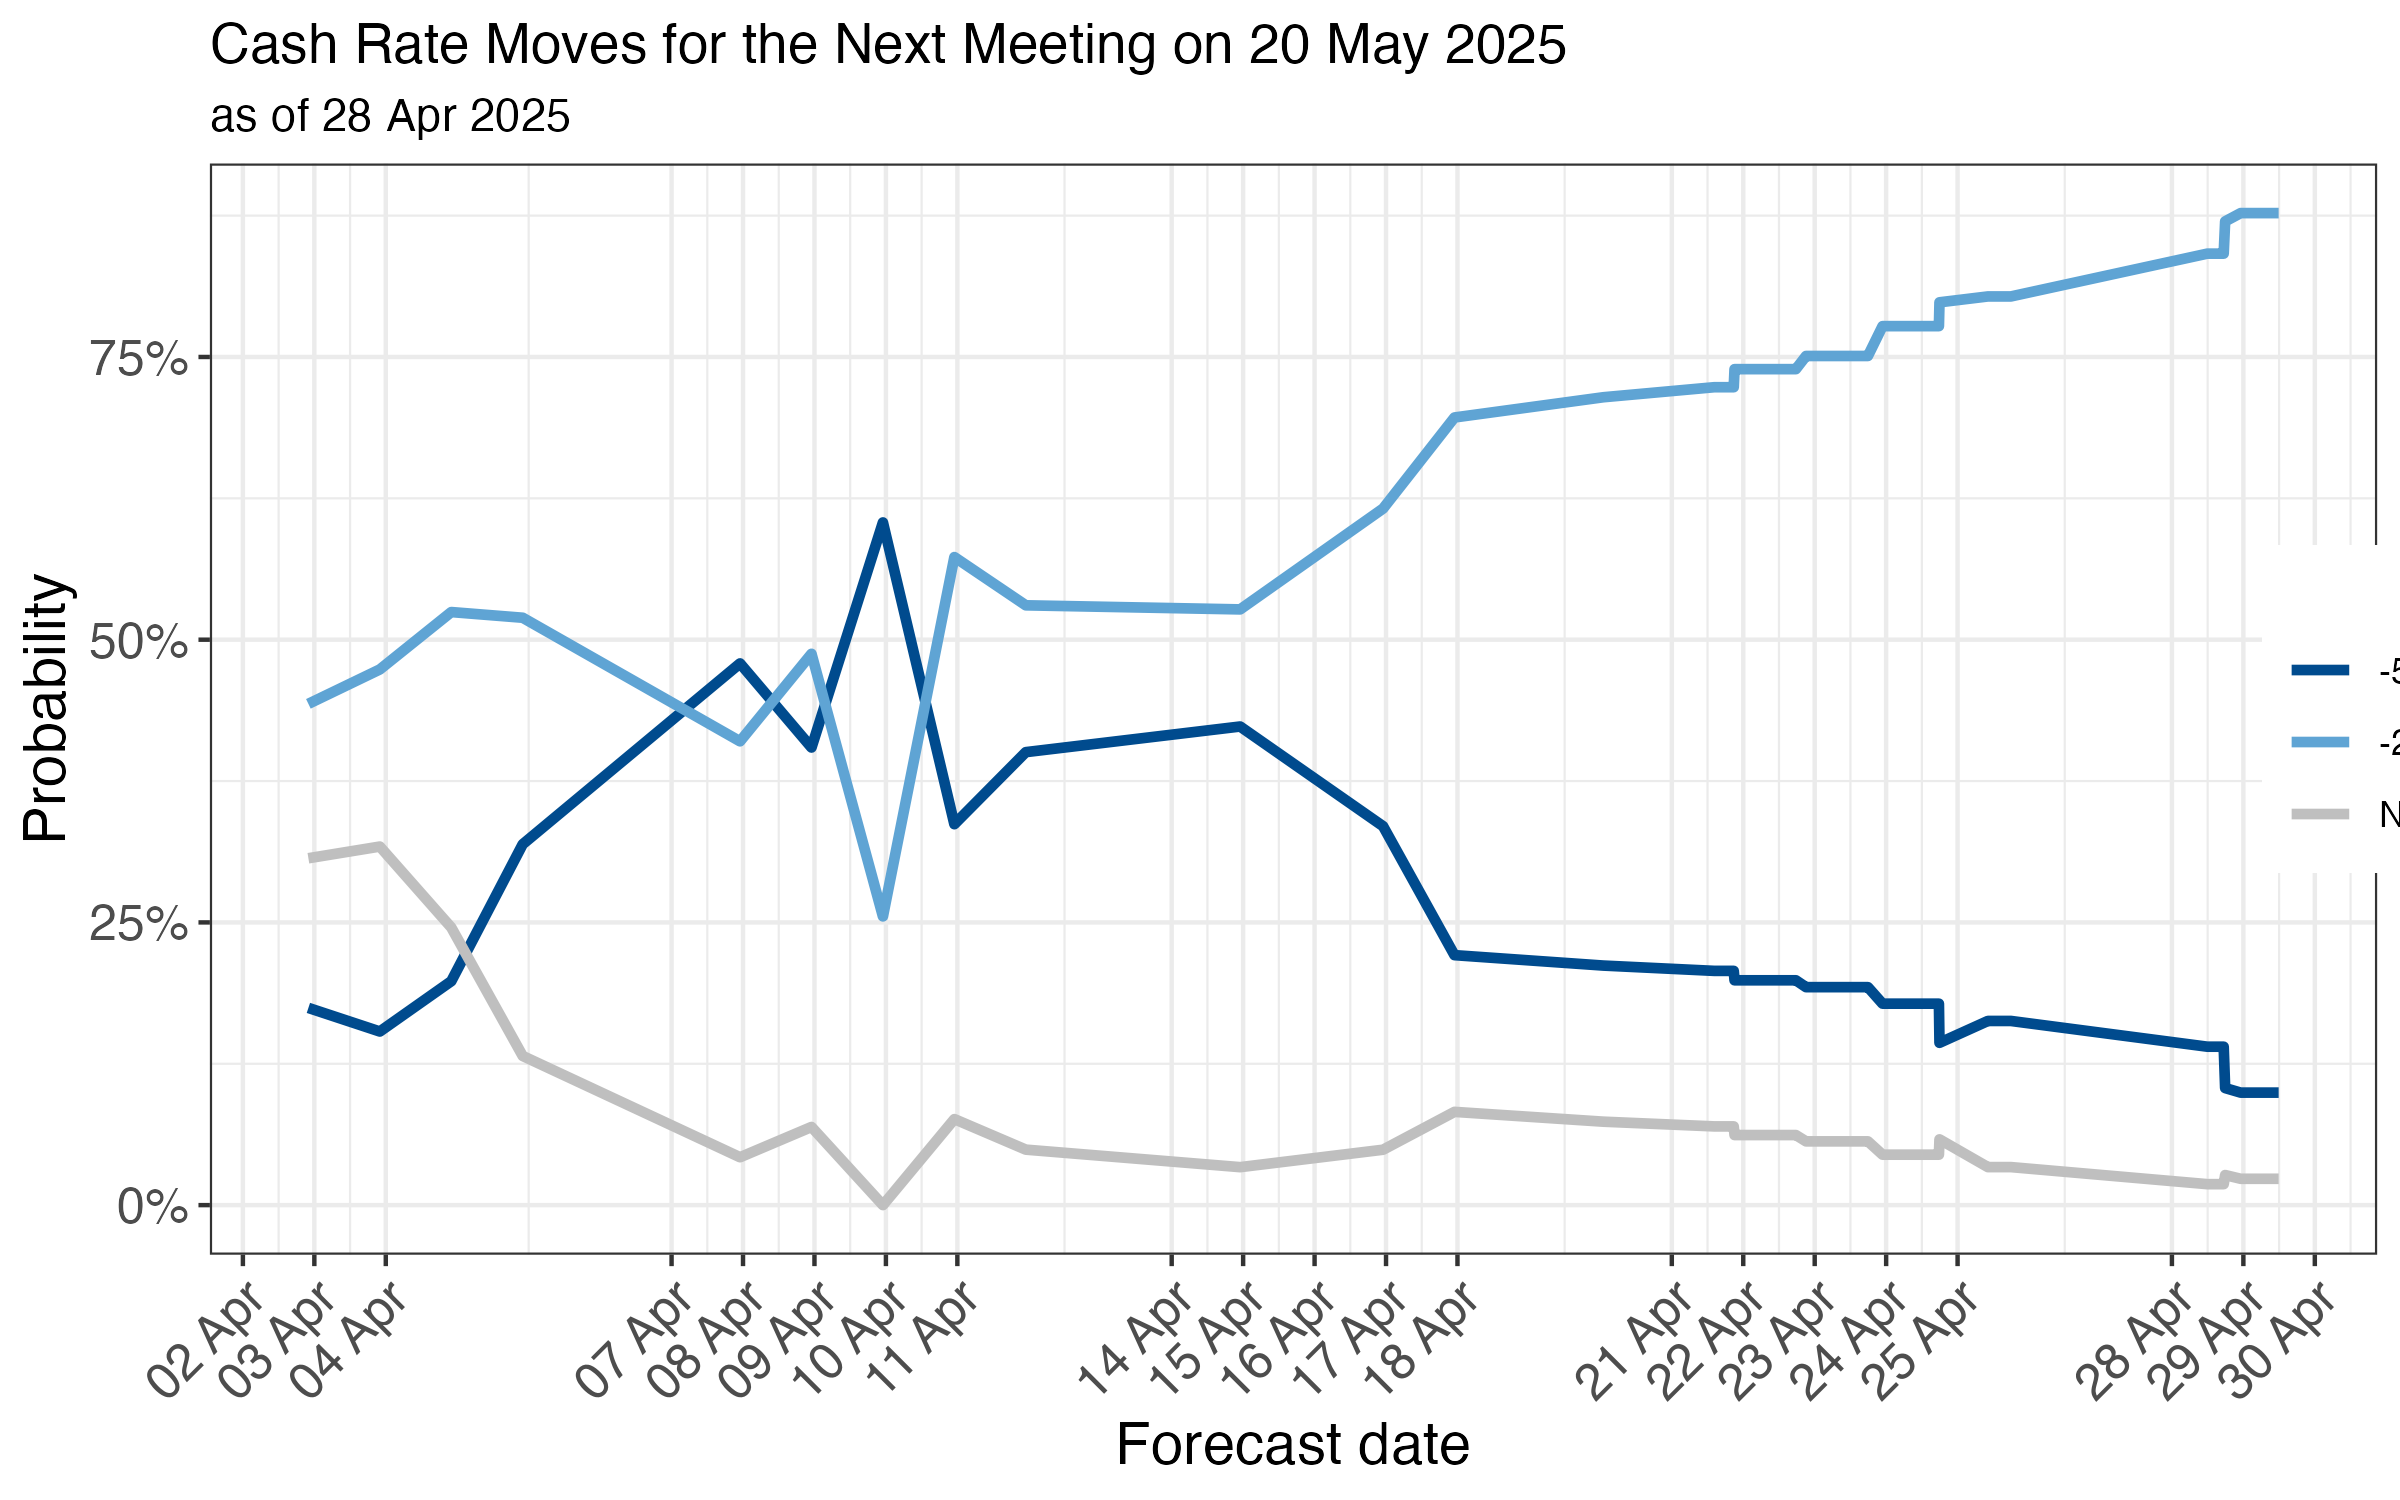 Cash Rate Moves for the Next Meeting on 20 May 2025
as of 28 Apr 2025
Probability
75%
50%
25%
0%
-5
-2
N
02 Apr
03 Apr
04 Apr
07 Apr
08 Apr
09 Apr
10 Apr
11 Apr
14 Apr
15 Apr
16 Apr
17 Apr
18 Apr
21 Apr
22 Apr
23 Apr
24 Apr
25 Apr
28 Apr
29 Apr
30 Apr
Forecast date